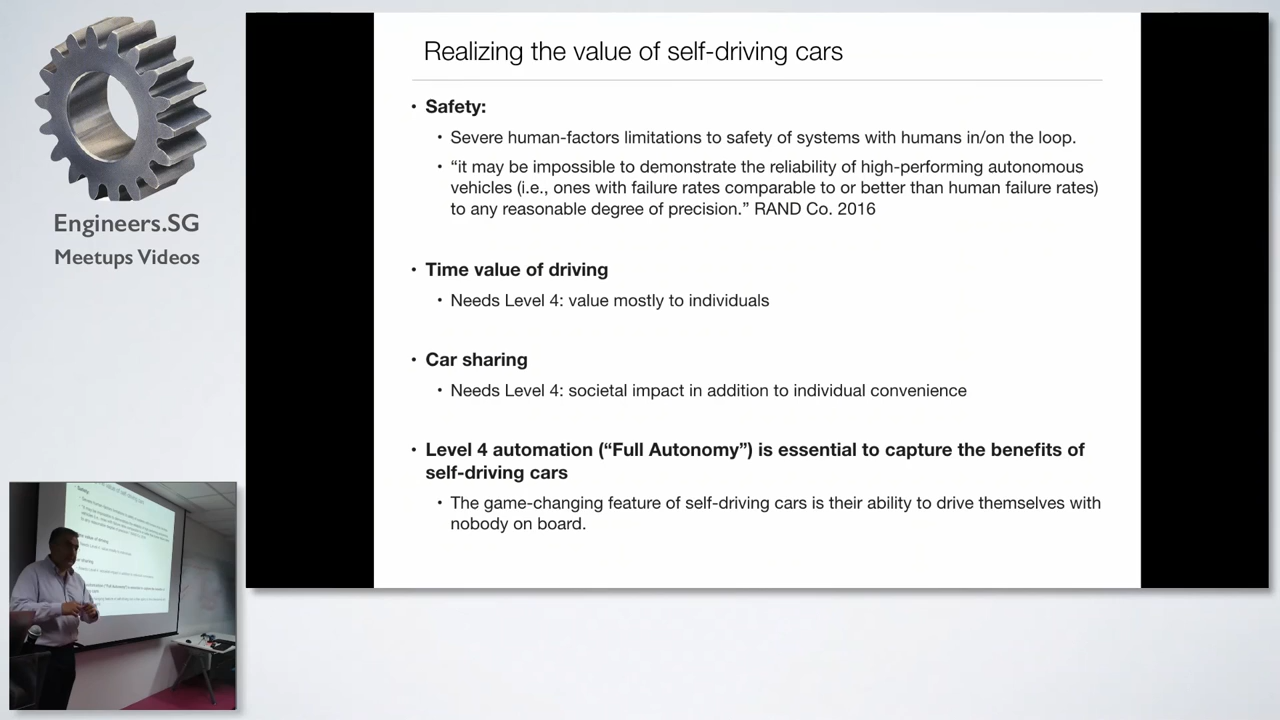 Engineers.SG
Meetups Videos
Realizing the value of self-driving cars
• Safety:
• Severe human-factors limitations to safety of systems with humans in/on the loop.
• “it may be impossible to demonstrate the reliability of high-performing autonomous
vehicles (i.e., ones with failure rates comparable to or better than human failure rates)
to any reasonable degree of precision.” RAND Co. 2016
• Time value of driving
• Needs Level 4: value mostly to individuals
• Car sharing
• Needs Level 4: societal impact in addition to individual convenience
• Level 4 automation (“Full Autonomy”) is essential to capture the benefits of
self-driving cars
• The game-changing feature of self-driving cars is their ability to drive themselves with
nobody on board.